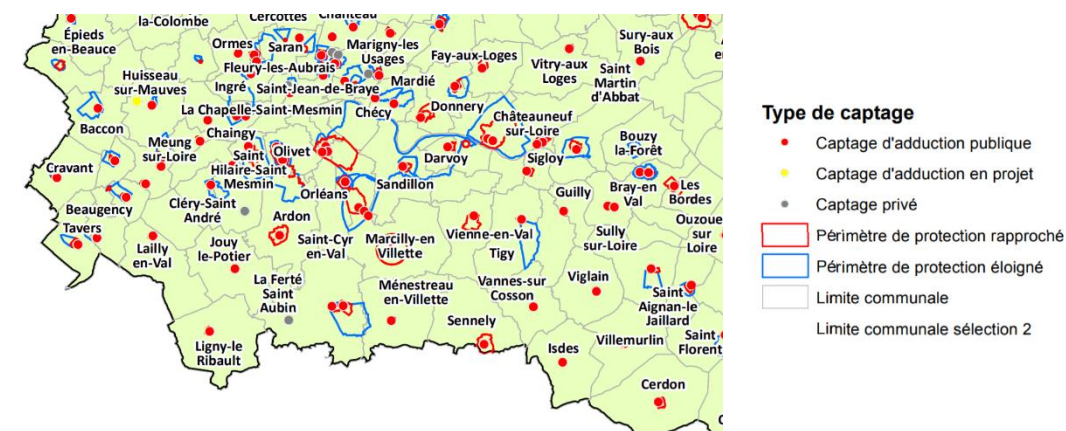 la-Colombe
Cercottes
Chanteau
Épieds
en-Beauce
Ormes
Saran
Marigny-les
Usages
Sury-aux
Bois
Fay-aux-Loges
Vitry-aux
Loges
Fleury-les-Aubrais
Huisseau
sur-Mauves
Ingré
Saint-Jean-de-Braye
Mardié
Saint
Martin
d'Abbat
La Chapelle-Saint-Mesmin
Chécy
Donnery
Baccon
Chaingy
Châteauneuf
sur-Loire
Meung
sur-Loire
Saint
Hilaire-Saint
Mesmin
Olivet
Darvoy
Sigloy
Bouzy
la-Forêt
Cravant
Orléans
Sandillon
Guilly
Bray-en
Val
Les
Bordes
Beaugency
Cléry-Saint
André
Ardon
Ouzoue
sur
Loire
Tavers
Lailly
en-Val
Jouy
le-Potier
Saint-Cyr
en-Val
Marcilly-en
Villette
Vienne-en-Val
Tigy
Sully
sur-Loire
La Ferté
Saint
Aubin
Ménestreau
en-Villette
Vannes-sur
Cosson
Viglain
Saint
Aignan-le
Jaillard
Sennely
Ligny-le
Ribault
Isdes
Villemurlin
Saint
Florent
Cerdon
Type de captage
Captage d'adduction publique
Captage d'adduction en projet
Captage privé
Périmètre de protection rapproché
Périmètre de protection éloigné
Limite communale
Limite communale sélection 2